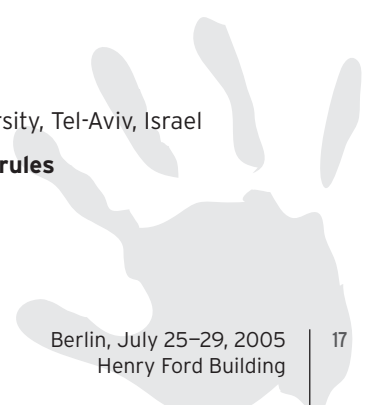 rsity, Tel-Aviv, Israel
rules
Berlin, July 25–29, 2005 17
Henry Ford Building